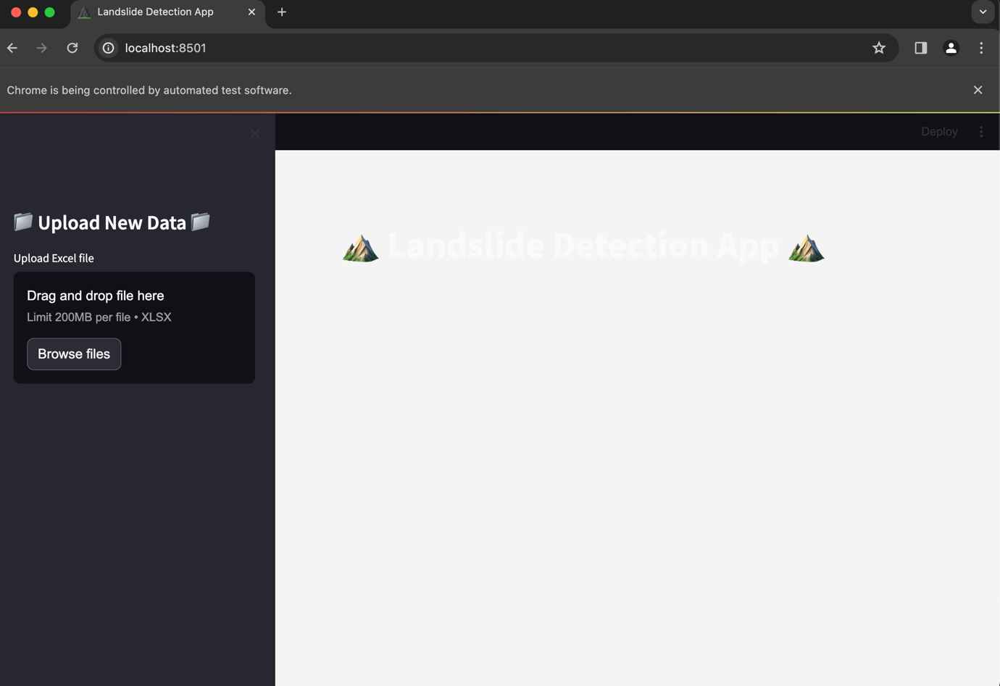 Landslide Detection App
localhost:8501
Chrome is being controlled by automated test software.
Deploy
Upload New Data
Upload Excel file
Drag and drop file here
Limit 200MB per file • XLSX
Browse files
Landslide Detection App